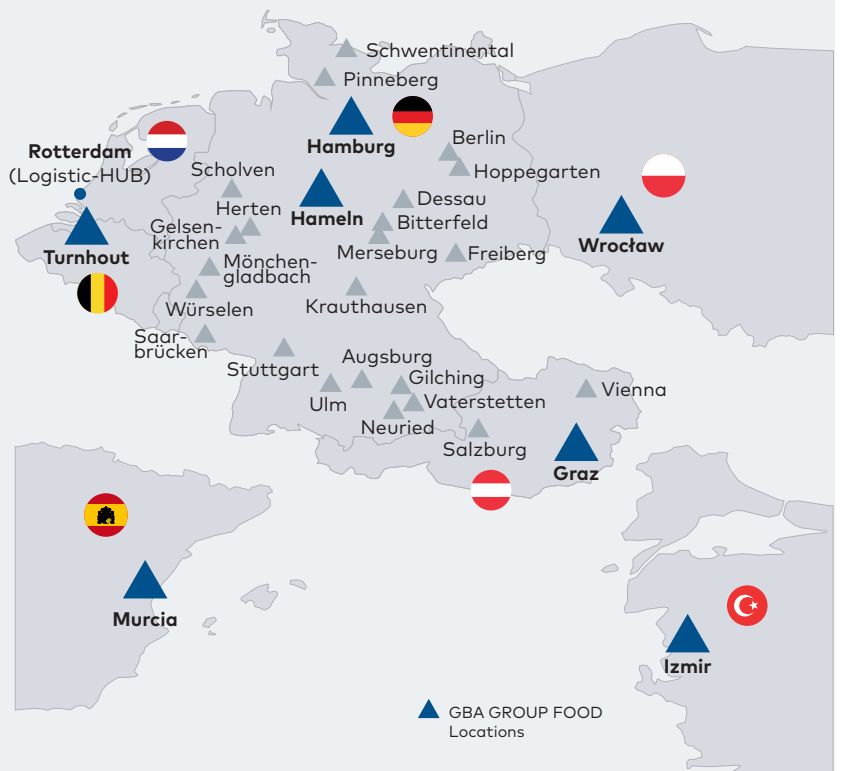 Schwentinental
Pinneberg
Hamburg
Berlin
Hoppegarten
Rotterdam
(Logistic-HUB)
Scholven
Herten
Hameln
Dessau
Bitterfeld
Gelsen-
kirchen
Merseburg
Freiberg
Wrocław
Turnhout
Mönchen-
gladbach
Würselen
Krauthausen
Saar-
brücken
Stuttgart
Augsburg
Gilching
Ulm
Vaterstetten
Neuried
Vienna
Salzburg
Graz
Murcia
Izmir
GBA GROUP FOOD
Locations